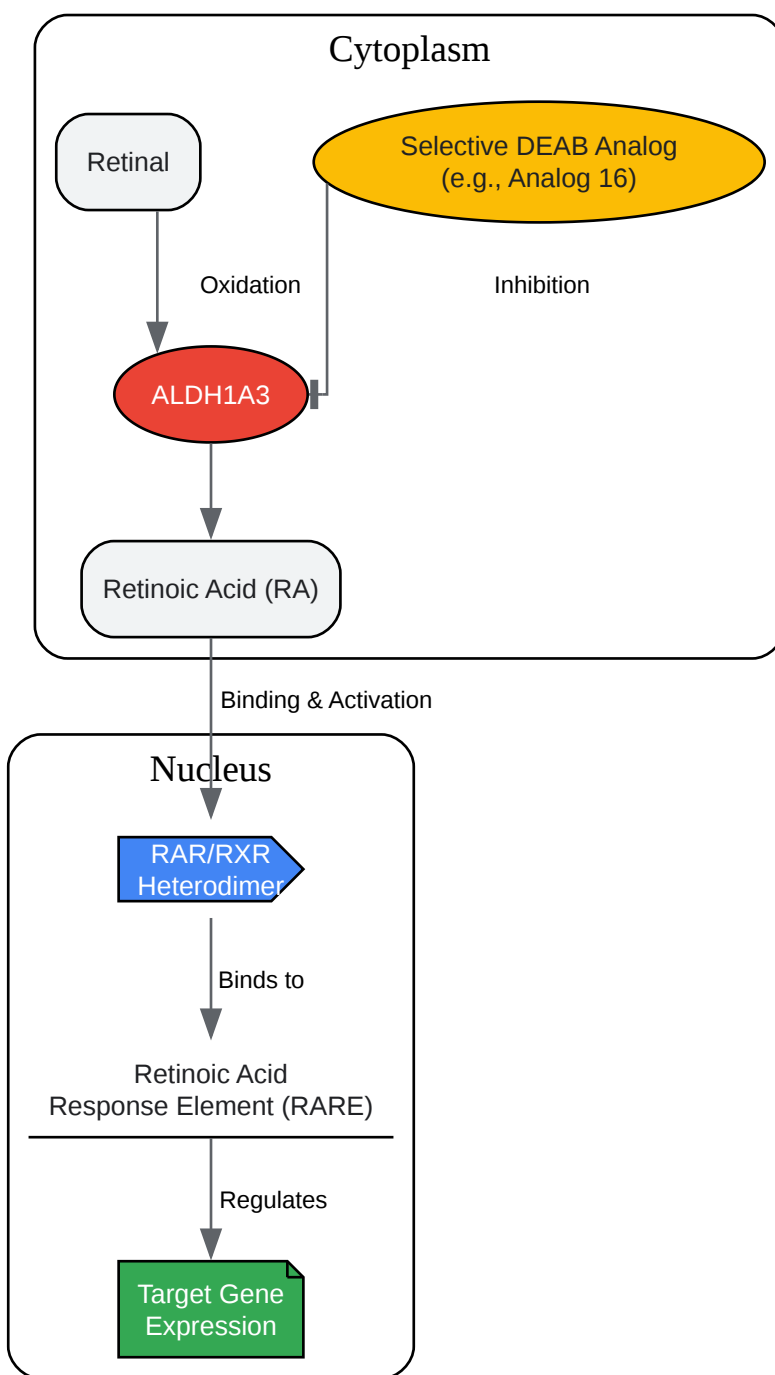 Cytoplasm
Retinal
Selective DEAB Analog
(e.g., Analog 16)
Oxidation
Inhibition
ALDH1A3
Retinoic Acid (RA)
Binding & Activation
Nucleus
RAR/RXR
Heterodimer
Binds to
Retinoic Acid
Response Element (RARE)
Regulates
Target Gene
Expression